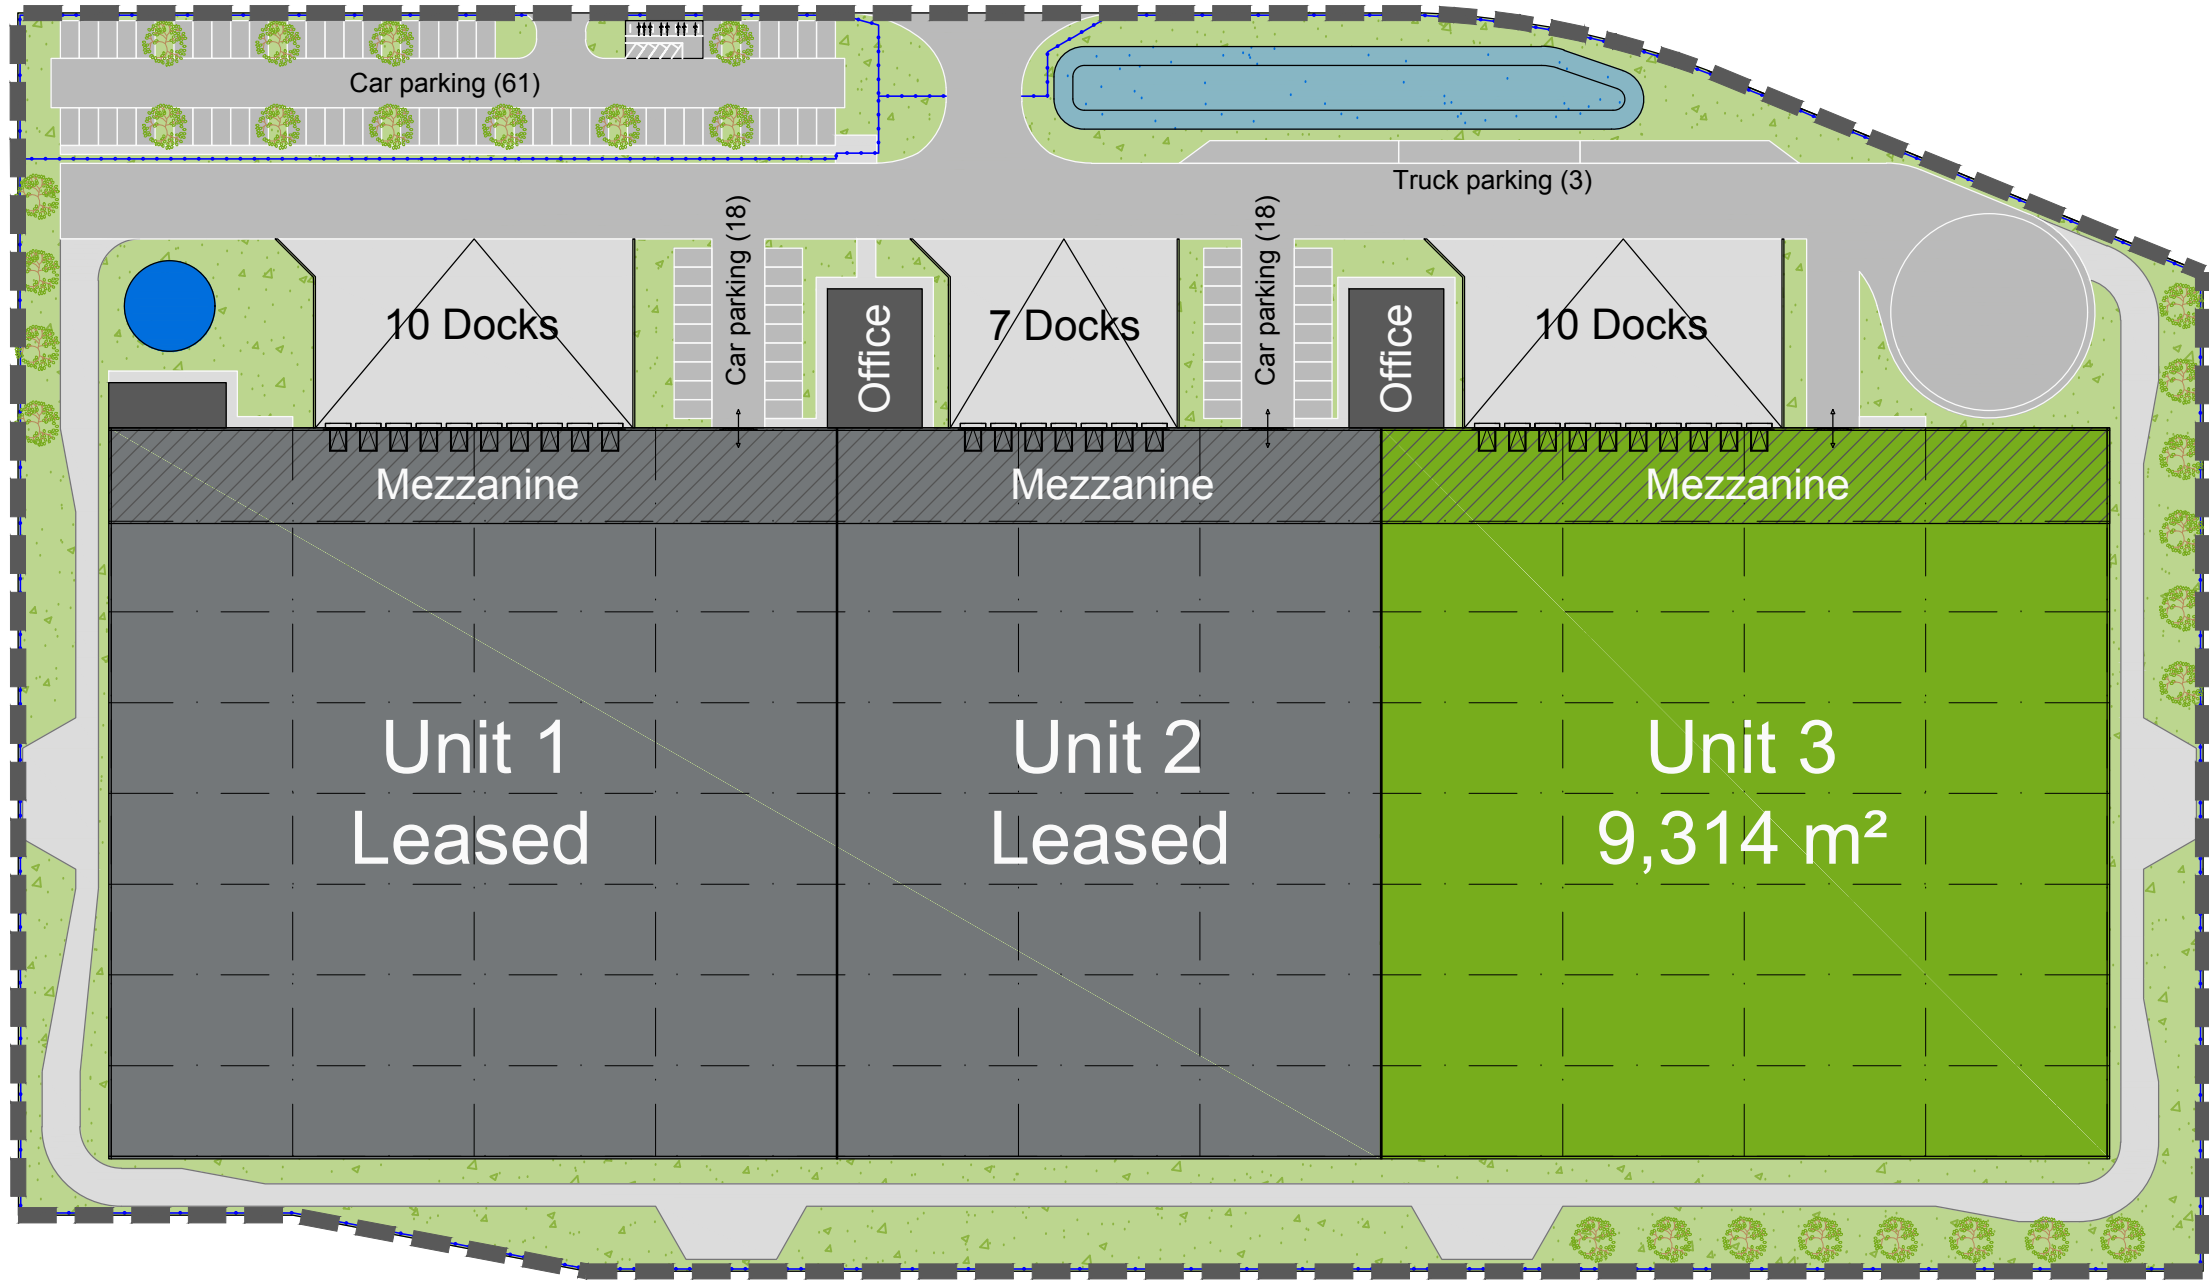 Car parking (61)
Truck parking (3)
Car parking (18)
Car parking (18)
10 Docks
Office
7 Docks
Office
10 Docks
Mezzanine
Mezzanine
Mezzanine
Unit 1
Leased
Unit 2
Leased
Unit 3
9,314 m²